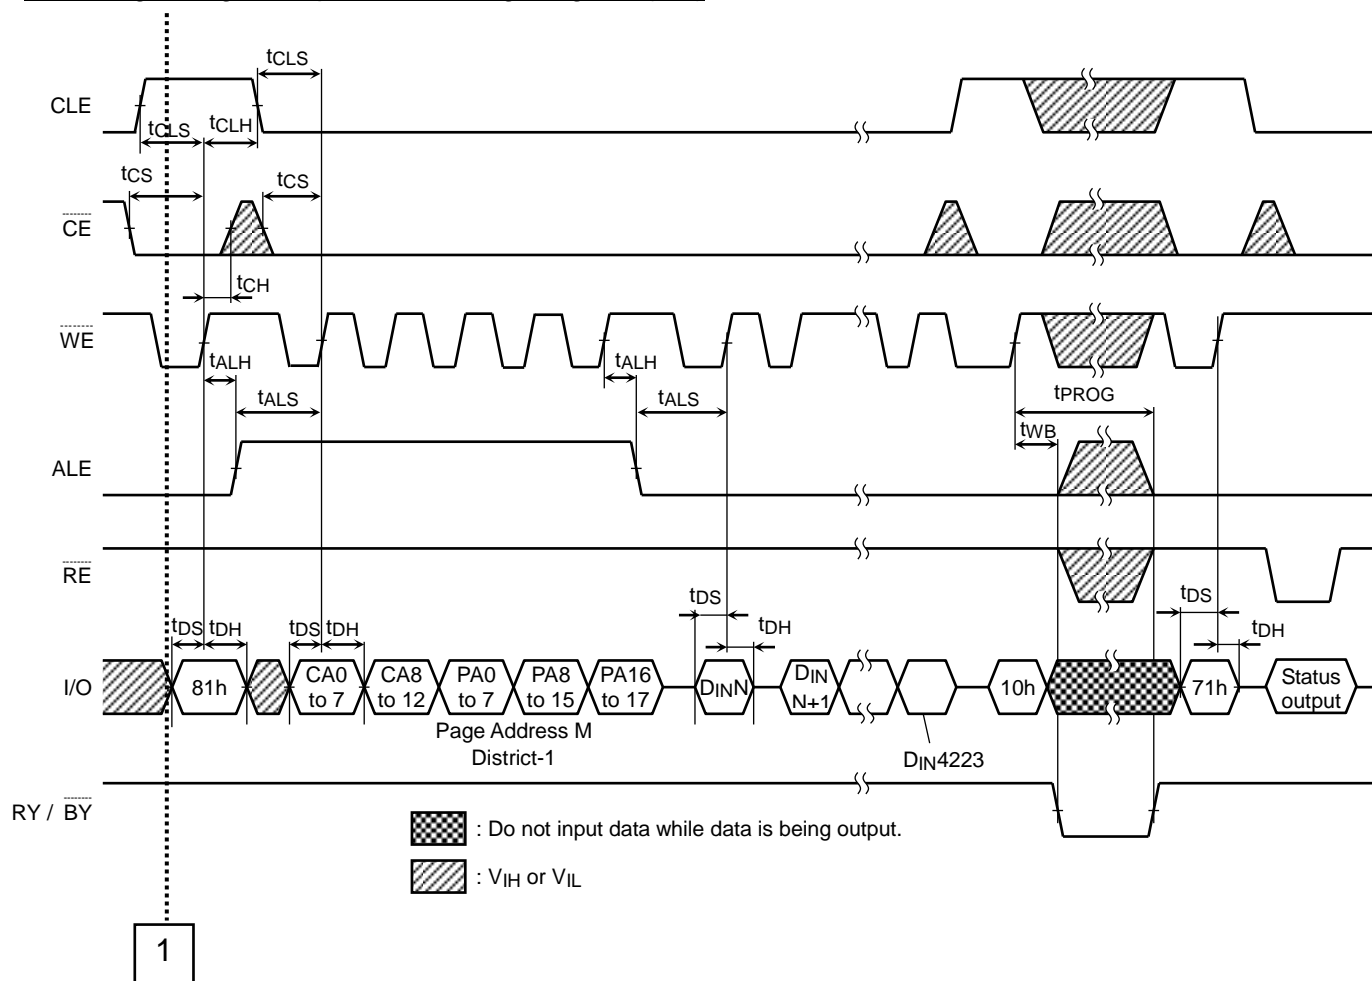 tCLS
CLE
tCLS tCLH
tCS tCS
CE
tCH
WE
tALH tALH
tALS tALS tPROG
tWB
ALE
RE
tDS tDS
tDH tDH
tDS tDH tDS tDH
I/O 81h CA0 to 7 CA8 to 12 PA0 to 7 PA8 to 15 PA16 to 17 DINN DIN N+1 10h 71h Status output
Page Address M
District-1
DIN4223
RY / BY
: Do not input data while data is being output.
: VIH or VIL
1